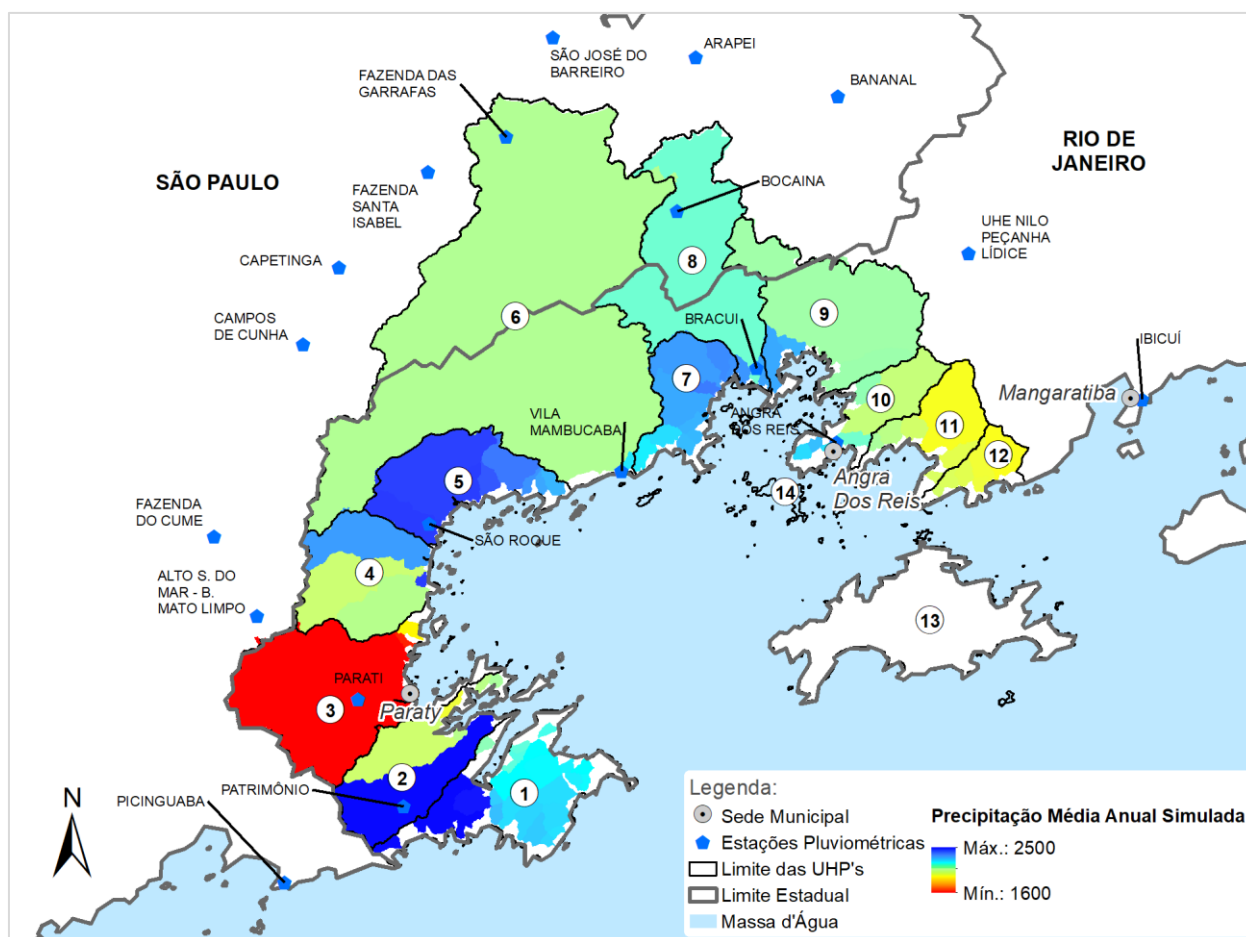 SÃO JOSÉ DO
BARREIRO
ARAPEI
FAZENDA DAS
GARRAFAS
BANANAL
RIO DE
JANEIRO
SÃO PAULO
FAZENDA
SANTA
ISABEL
BOCAINA
UHE NILO
PEÇANHA
LÍDICE
CAPETINGA
8
6
9
CAMPOS
DE CUNHA
BRACUI
IBICUÍ
7
10
Mangaratiba
VILA
MAMBUCABA
ANGRA
DOS REIS
11
12
5
14
Angra
Dos Reis
FAZENDA
DO CUME
SÃO ROQUE
4
ALTO S. DO
MAR - B.
MATO LIMPO
13
PARATI
3
Paraty
2
1
PATRIMÔNIO
PICINGUABA
N
Legenda:
Sede Municipal
Estações Pluviométricas
Limite das UHP's
Limite Estadual
Massa d'Água
Precipitação Média Anual Simulada
Máx.: 2500
Mín.: 1600